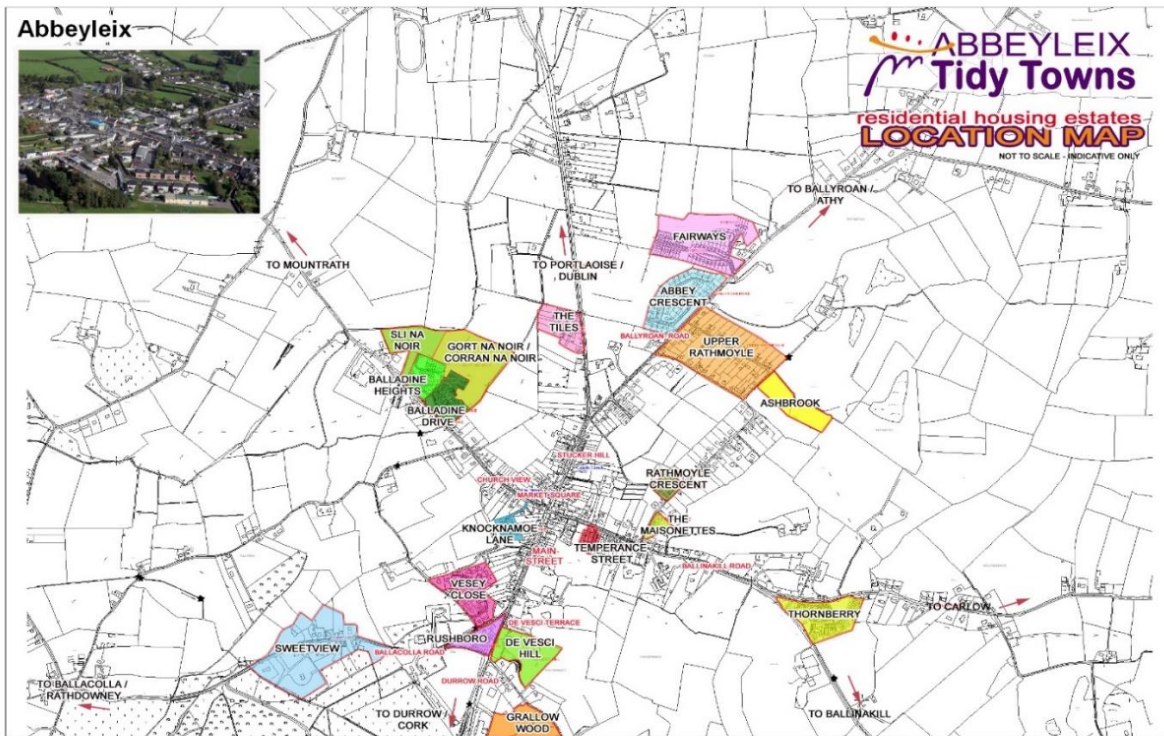 Abbeyleix
ABBEYLEIX
Tidy Towns
residential housing estates
LOCATION MAP
NOT TO SCALE - INDICATIVE ONLY
TO BALLYROAN /
ATHY
FAIRWAYS
TO MOUNTRATH
TO PORTLAOISE /
DUBLIN
ABBEY
CRESCENT
THE
TILES
BALLYROAN ROAD
UPPER
RATHMOYLE
SLI NA
NOIR
GORT NA NOIR /
CORRAN NA NOIR
BALLADINE
HEIGHTS
BALLADINE
DRIVE
ASHBROOK
STUCKER HILL
RATHMOYLE
CRESCENT
CHURCH VIEW
MARKET SQUARE
KNOCKNAMOE
LANE
THE
MAISONETTES
MAIN
STREET
TEMPERANCE
STREET
BALLINAKILL ROAD
VESEY
CLOSE
THORNBERRY
TO CARLOW
DE VESCI TERRACE
RUSHBORO
DE VESCI
HILL
SWEETVIEW
BALLACOLLA ROAD
DURROW ROAD
TO BALLACOLLA /
RATHDOWNEY
TO DURROW /
CORK
GRALLOW
WOOD
TO BALLINAKILL